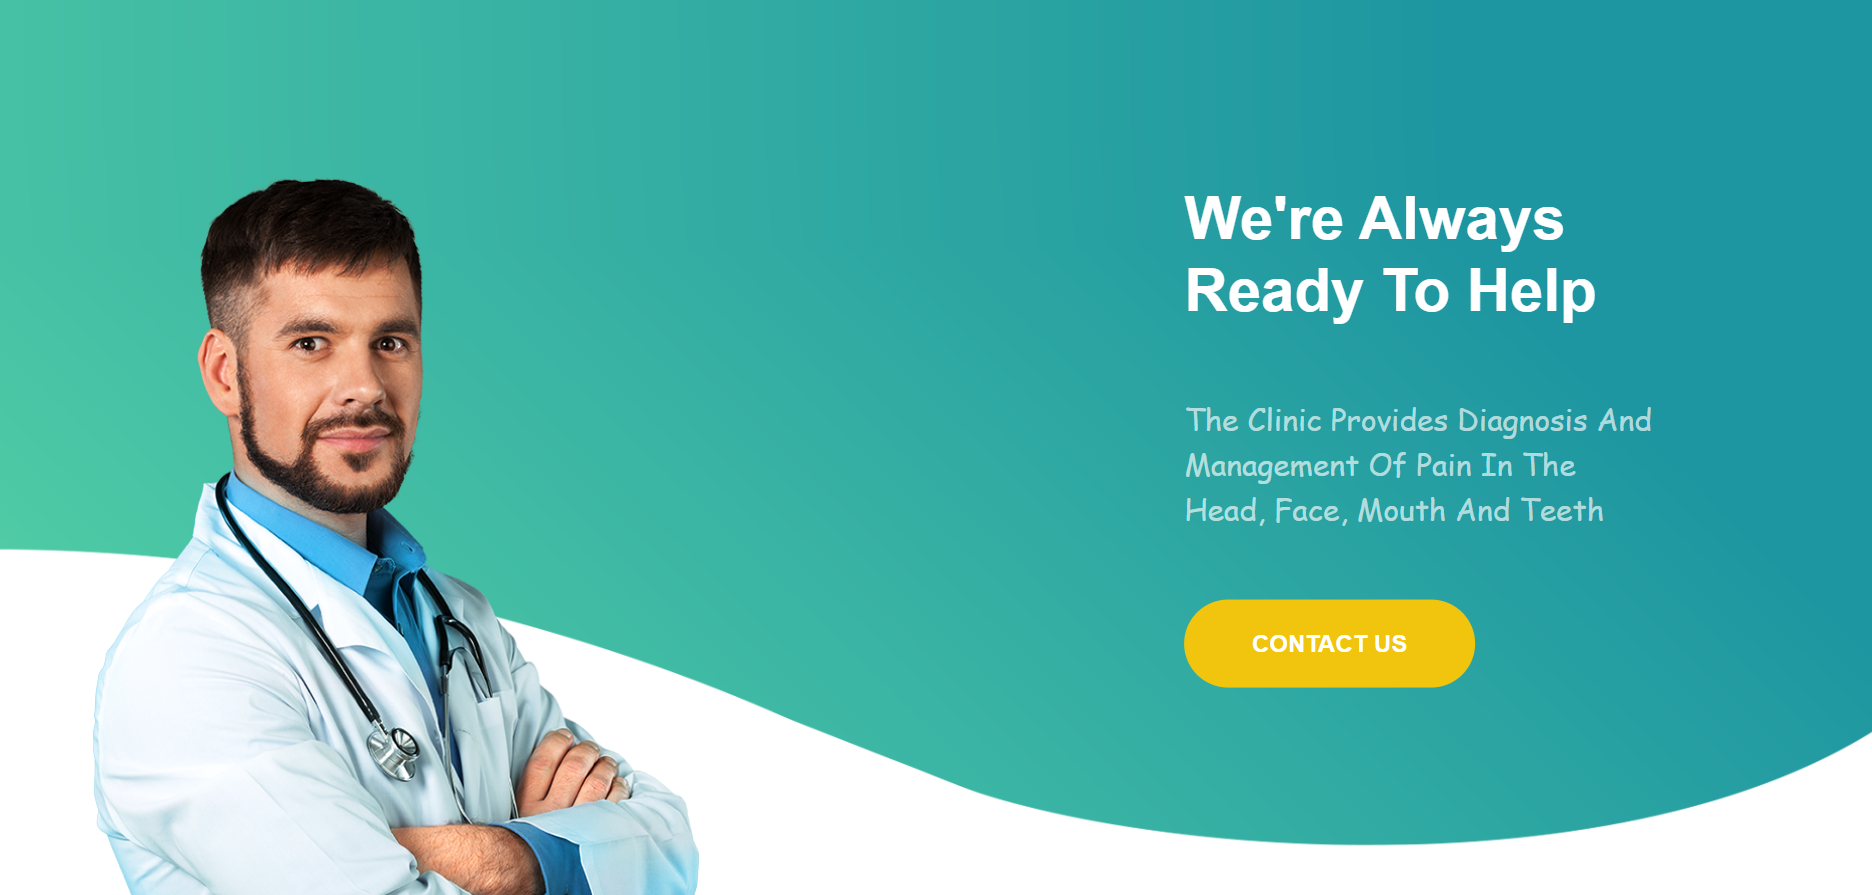 We're Always
Ready To Help
The Clinic Provides Diagnosis And
Management Of Pain In The
Head, Face, Mouth And Teeth
CONTACT US